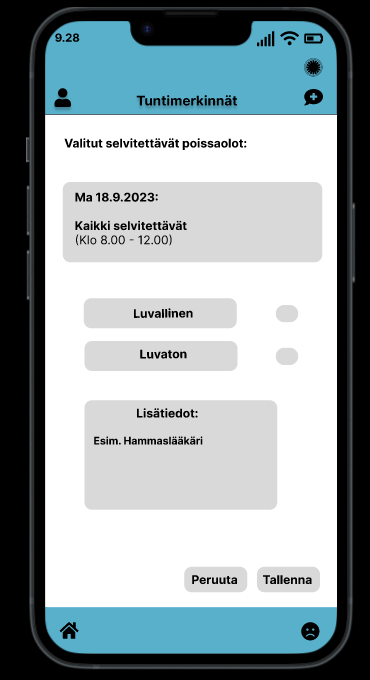 9.28
Tuntimerkinnät
Valitut selvitettävät poissaolot:
Ma 18.9.2023:
Kaikki selvitettävät
(Klo 8.00 - 12.00)
Luvallinen
Luvaton
Lisätiedot:
Esim. Hammaslääkäri
Peruuta Tallenna